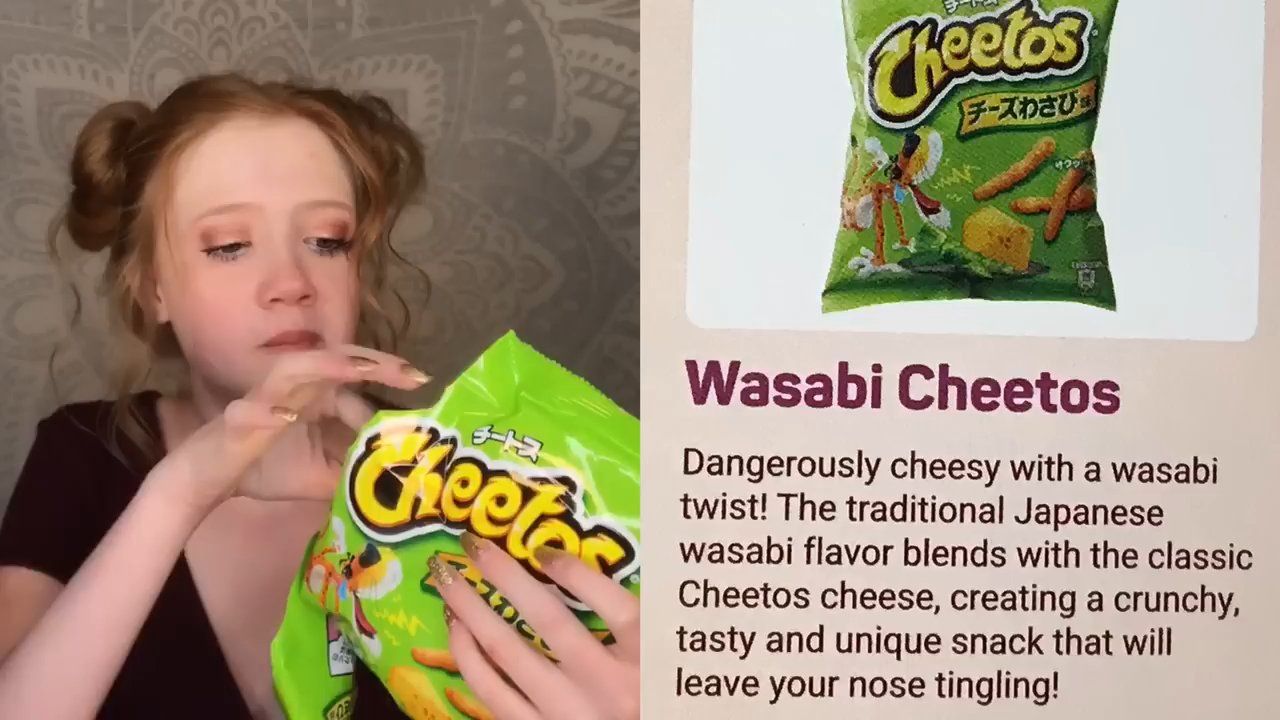 チートス
Cheetos
チートス
Cheetos
チーズわさび味
Wasabi Cheetos
Dangerously cheesy with a wasabi
twist! The traditional Japanese
wasabi flavor blends with the classic
Cheetos cheese, creating a crunchy,
tasty and unique snack that will
leave your nose tingling!